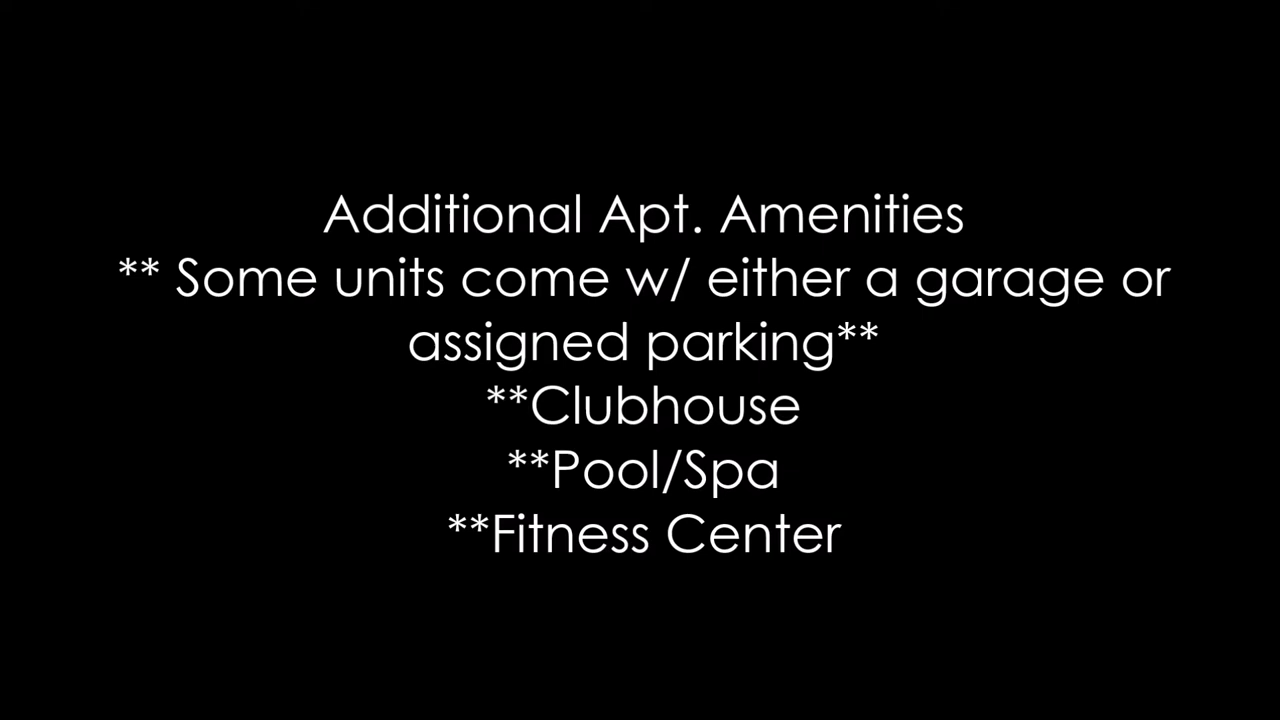 Additional Apt. Amenities
** Some units come w/ either a garage or
assigned parking**
**Clubhouse
**Pool/Spa
**Fitness Center